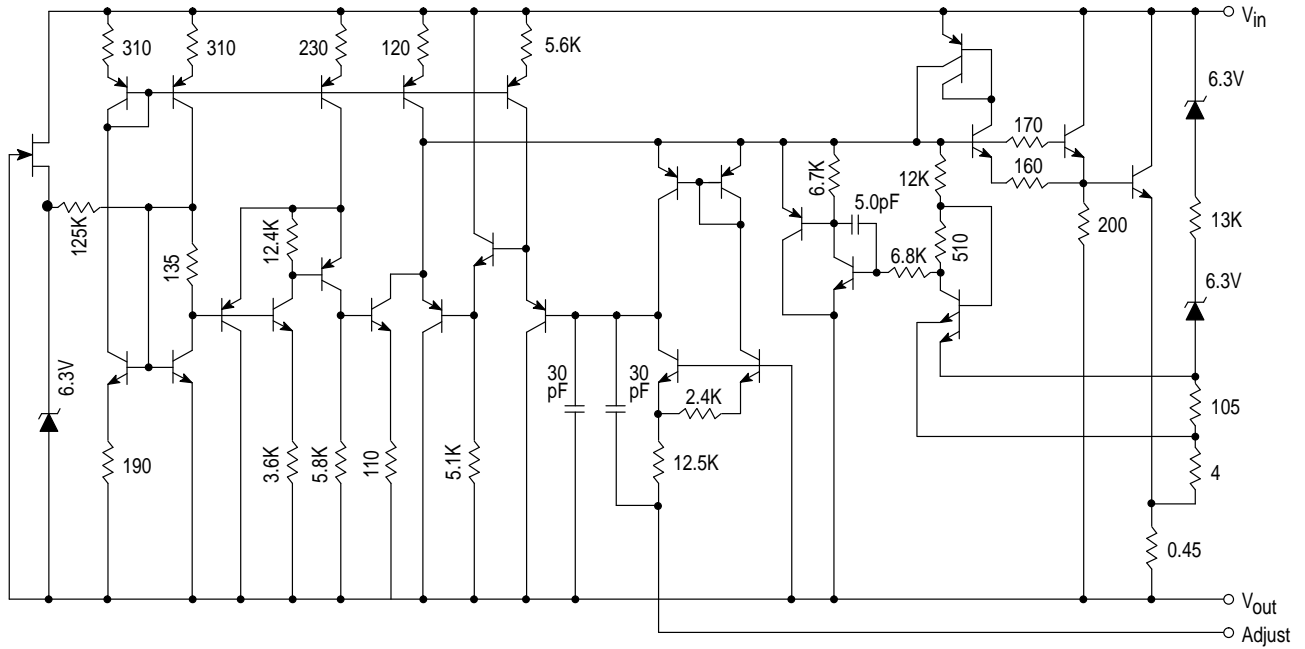 V_in
310
310
230
120
5.6K
6.3V
170
160
12K
6.7K
5.0pF
125K
12.4K
200
13K
6.8K
510
135
6.3V
6.3V
30
pF
30
pF
2.4K
105
190
3.6K
5.8K
110
5.1K
12.5K
4
0.45
V_out
Adjust